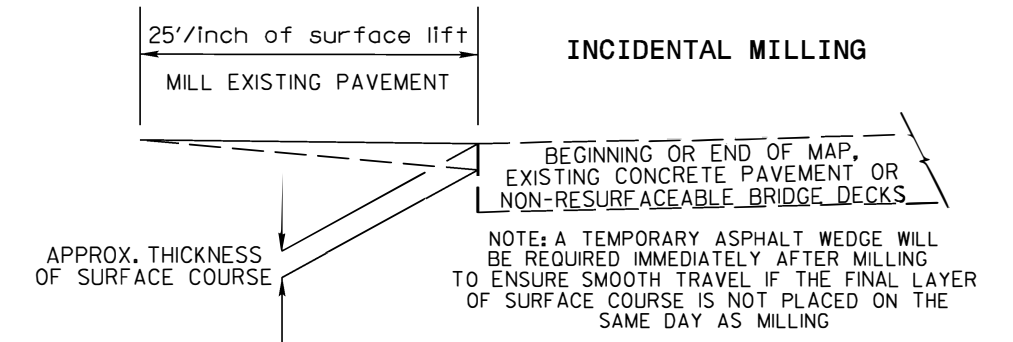 25'/inch of surface lift
INCIDENTAL MILLING
MILL EXISTING PAVEMENT
BEGINNING OR END OF MAP,
EXISTING CONCRETE PAVEMENT OR
NON-RESURFACEABLE BRIDGE DECKS
APPROX. THICKNESS
OF SURFACE COURSE
NOTE: A TEMPORARY ASPHALT WEDGE WILL
BE REQUIRED IMMEDIATELY AFTER MILLING
TO ENSURE SMOOTH TRAVEL IF THE FINAL LAYER
OF SURFACE COURSE IS NOT PLACED ON THE
SAME DAY AS MILLING